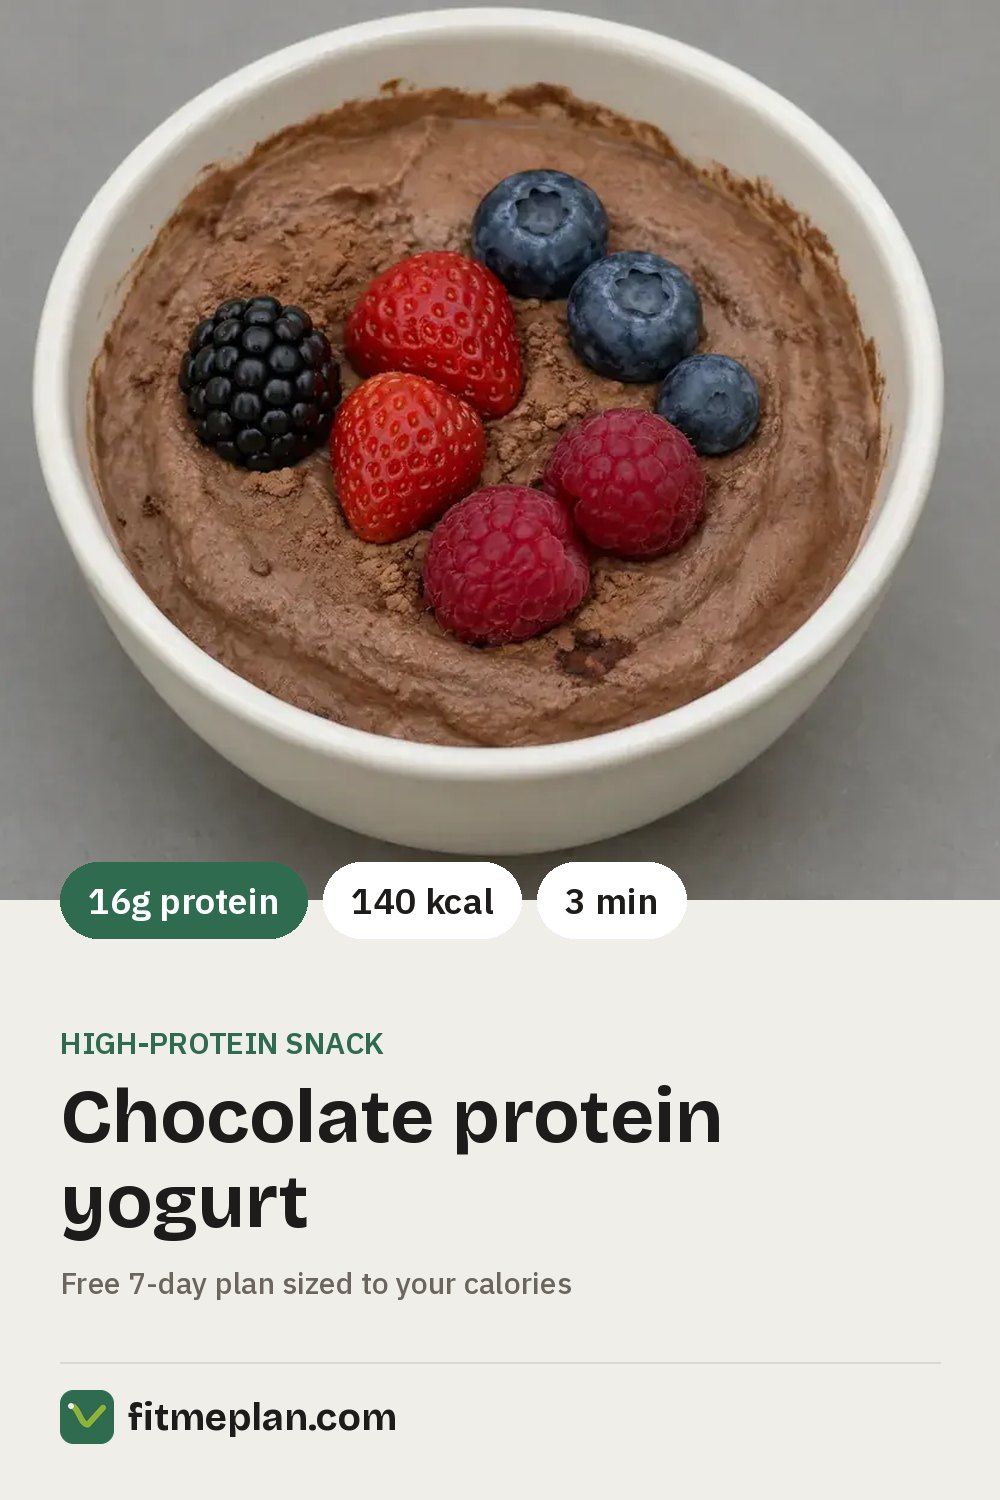 16g protein
140 kcal
3 min
HIGH-PROTEIN SNACK
Chocolate protein
yogurt
Free 7-day plan sized to your calories
fitmeplan.com